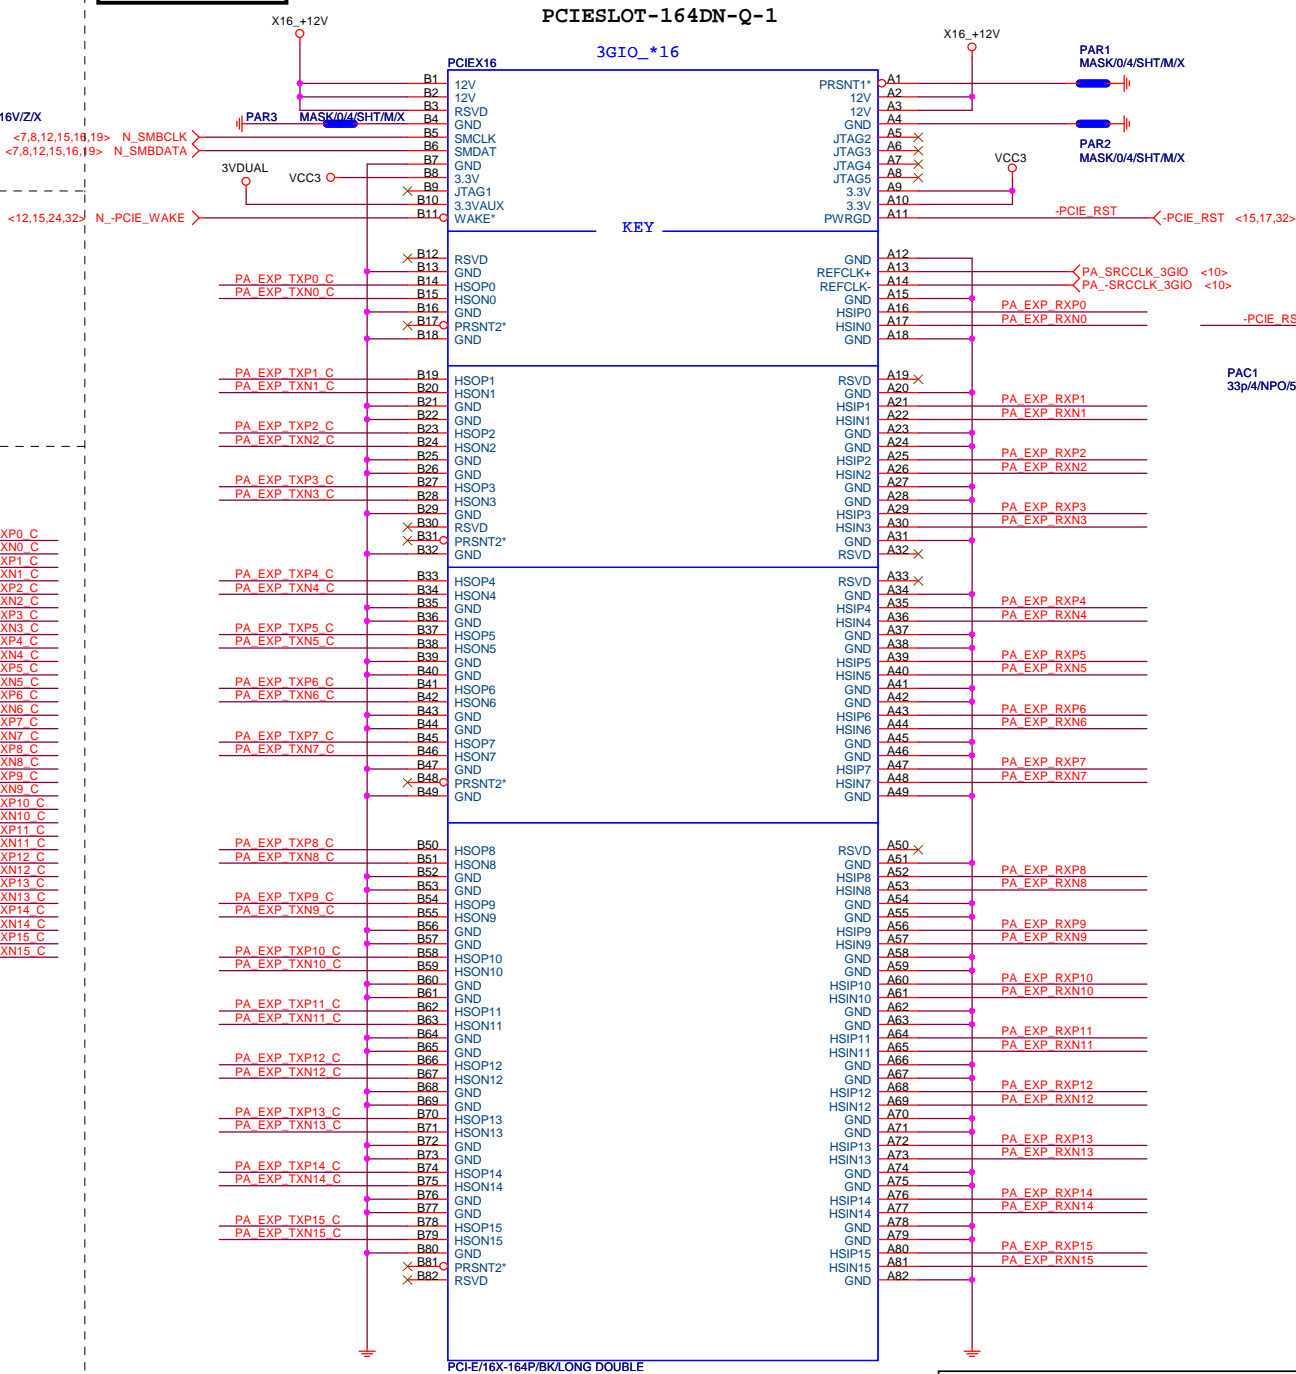 PCIESLOT-164DN-Q-1
X16_+12V
X16_+12V
3GIO_*16
PCIEX16
PAR1
MASK/0/4/SHT/M/X
16V/Z/X
PAR3
MASK/0/4/SHT/M/X
PAR2
MASK/0/4/SHT/M/X
<7,8,12,15,16,19> N_SMBCLK
<7,8,12,15,16,19> N_SMBDATA
3VDUAL
VCC3
VCC3
<12,15,24,32> N_-PCIE_WAKE
-PCIE_RST
-PCIE_RST <15,17,32>
B1 12V
B2 12V
B3 RSVD
B4 GND
B5 SMCLK
B6 SMDAT
B7 GND
B8 3.3V
B9 JTAG1
B10 3.3VAUX
B11 WAKE*
PRSNT1* A1
12V A2
12V A3
GND A4
JTAG2 A5
JTAG3 A6
JTAG4 A7
JTAG5 A8
3.3V A9
3.3V A10
PWRGD A11
KEY
B12 RSVD
B13 GND
PA_EXP_TXP0_C B14 HSOP0
PA_EXP_TXN0_C B15 HSON0
B16 GND
B17 PRSNT2*
B18 GND
GND A12
REFCLK+ A13 PA_SRCCLK_3GIO <10>
REFCLK- A14 PA_-SRCCLK_3GIO <10>
GND A15
HSIP0 A16 PA_EXP_RXP0
HSIN0 A17 PA_EXP_RXN0
GND A18
-PCIE_RS
PAC1
33p/4/NPO/5
PA_EXP_TXP1_C B19 HSOP1
PA_EXP_TXN1_C B20 HSON1
B21 GND
B22 GND
PA_EXP_TXP2_C B23 HSOP2
PA_EXP_TXN2_C B24 HSON2
B25 GND
B26 GND
PA_EXP_TXP3_C B27 HSOP3
PA_EXP_TXN3_C B28 HSON3
B29 GND
B30 RSVD
B31 PRSNT2*
B32 GND
RSVD A19
GND A20
HSIP1 A21 PA_EXP_RXP1
HSIN1 A22 PA_EXP_RXN1
GND A23
GND A24
HSIP2 A25 PA_EXP_RXP2
HSIN2 A26 PA_EXP_RXN2
GND A27
GND A28
HSIP3 A29 PA_EXP_RXP3
HSIN3 A30 PA_EXP_RXN3
GND A31
RSVD A32
PA_EXP_TXP4_C B33 HSOP4
PA_EXP_TXN4_C B34 HSON4
B35 GND
B36 GND
PA_EXP_TXP5_C B37 HSOP5
PA_EXP_TXN5_C B38 HSON5
B39 GND
B40 GND
PA_EXP_TXP6_C B41 HSOP6
PA_EXP_TXN6_C B42 HSON6
B43 GND
B44 GND
PA_EXP_TXP7_C B45 HSOP7
PA_EXP_TXN7_C B46 HSON7
B47 GND
B48 PRSNT2*
B49 GND
RSVD A33
GND A34
HSIP4 A35 PA_EXP_RXP4
HSIN4 A36 PA_EXP_RXN4
GND A37
GND A38
HSIP5 A39 PA_EXP_RXP5
HSIN5 A40 PA_EXP_RXN5
GND A41
GND A42
HSIP6 A43 PA_EXP_RXP6
HSIN6 A44 PA_EXP_RXN6
GND A45
GND A46
HSIP7 A47 PA_EXP_RXP7
HSIN7 A48 PA_EXP_RXN7
GND A49
PA_EXP_TXP8_C B50 HSOP8
PA_EXP_TXN8_C B51 HSON8
B52 GND
B53 GND
PA_EXP_TXP9_C B54 HSOP9
PA_EXP_TXN9_C B55 HSON9
B56 GND
B57 GND
PA_EXP_TXP10_C B58 HSOP10
PA_EXP_TXN10_C B59 HSON10
B60 GND
B61 GND
PA_EXP_TXP11_C B62 HSOP11
PA_EXP_TXN11_C B63 HSON11
B64 GND
B65 GND
PA_EXP_TXP12_C B66 HSOP12
PA_EXP_TXN12_C B67 HSON12
B68 GND
B69 GND
PA_EXP_TXP13_C B70 HSOP13
PA_EXP_TXN13_C B71 HSON13
B72 GND
B73 GND
PA_EXP_TXP14_C B74 HSOP14
PA_EXP_TXN14_C B75 HSON14
B76 GND
B77 GND
PA_EXP_TXP15_C B78 HSOP15
PA_EXP_TXN15_C B79 HSON15
B80 GND
B81 PRSNT2*
B82 RSVD
RSVD A50
GND A51
HSIP8 A52 PA_EXP_RXP8
HSIN8 A53 PA_EXP_RXN8
GND A54
GND A55
HSIP9 A56 PA_EXP_RXP9
HSIN9 A57 PA_EXP_RXN9
GND A58
GND A59
HSIP10 A60 PA_EXP_RXP10
HSIN10 A61 PA_EXP_RXN10
GND A62
GND A63
HSIP11 A64 PA_EXP_RXP11
HSIN11 A65 PA_EXP_RXN11
GND A66
GND A67
HSIP12 A68 PA_EXP_RXP12
HSIN12 A69 PA_EXP_RXN12
GND A70
GND A71
HSIP13 A72 PA_EXP_RXP13
HSIN13 A73 PA_EXP_RXN13
GND A74
GND A75
HSIP14 A76 PA_EXP_RXP14
HSIN14 A77 PA_EXP_RXN14
GND A78
GND A79
HSIP15 A80 PA_EXP_RXP15
HSIN15 A81 PA_EXP_RXN15
GND A82
XP0_C
XN0_C
XP1_C
XN1_C
XP2_C
XN2_C
XP3_C
XN3_C
XP4_C
XN4_C
XP5_C
XN5_C
XP6_C
XN6_C
XP7_C
XN7_C
XP8_C
XN8_C
XP9_C
XN9_C
XP10_C
XN10_C
XP11_C
XN11_C
XP12_C
XN12_C
XP13_C
XN13_C
XP14_C
XN14_C
XP15_C
XN15_C
PCI-E/16X-164P/BK/LONG DOUBLE